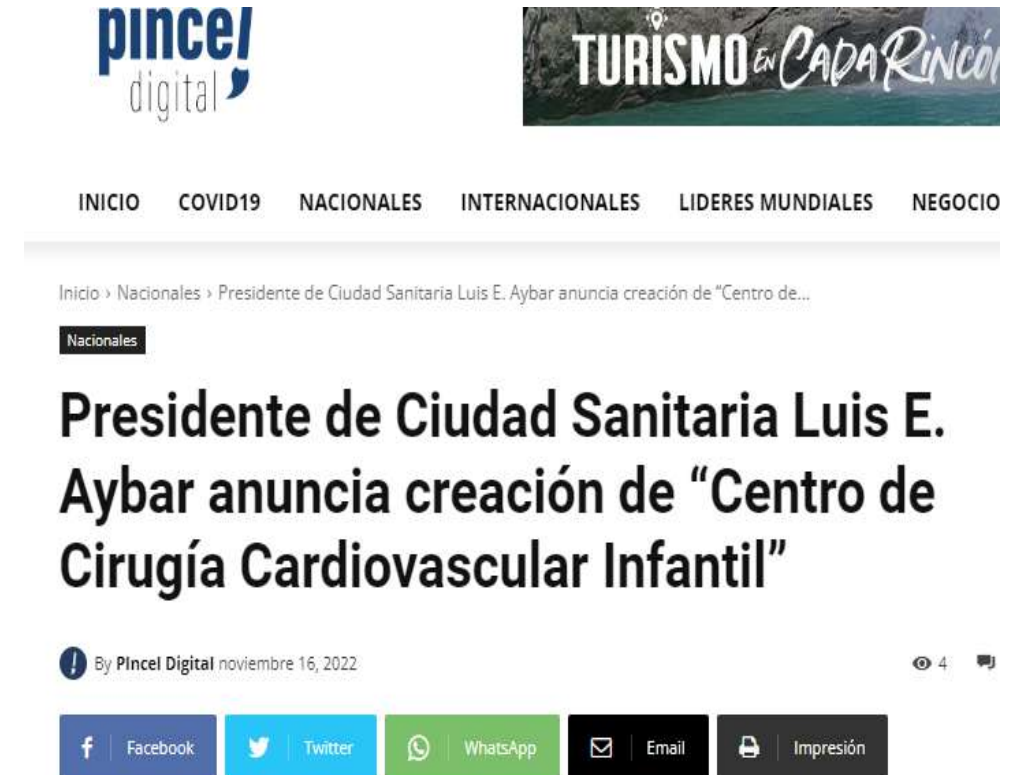 pincel
digital
TURISMO EN CADA RINCÓN
INICIO COVID19 NACIONALES INTERNACIONALES LIDERES MUNDIALES NEGOCIO
Inicio › Nacionales › Presidente de Ciudad Sanitaria Luis E. Aybar anuncia creación de “Centro de...
Nacionales
Presidente de Ciudad Sanitaria Luis E.
Aybar anuncia creación de “Centro de
Cirugía Cardiovascular Infantil”
By PIncel Digital noviembre 16, 2022 4
Facebook Twitter WhatsApp Email Impresión